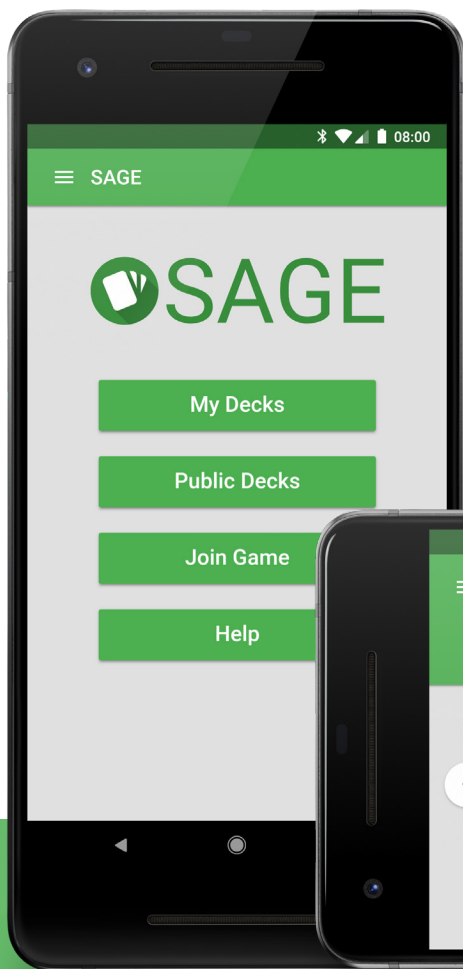 08:00
SAGE
SAGE
My Decks
Public Decks
Join Game
Help